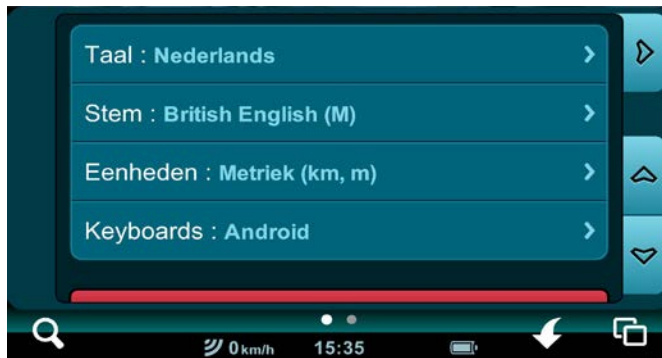 Taal : Nederlands
Stem : British English (M)
Eenheden : Metriek (km, m)
Keyboards : Android
0 km/h 15:35